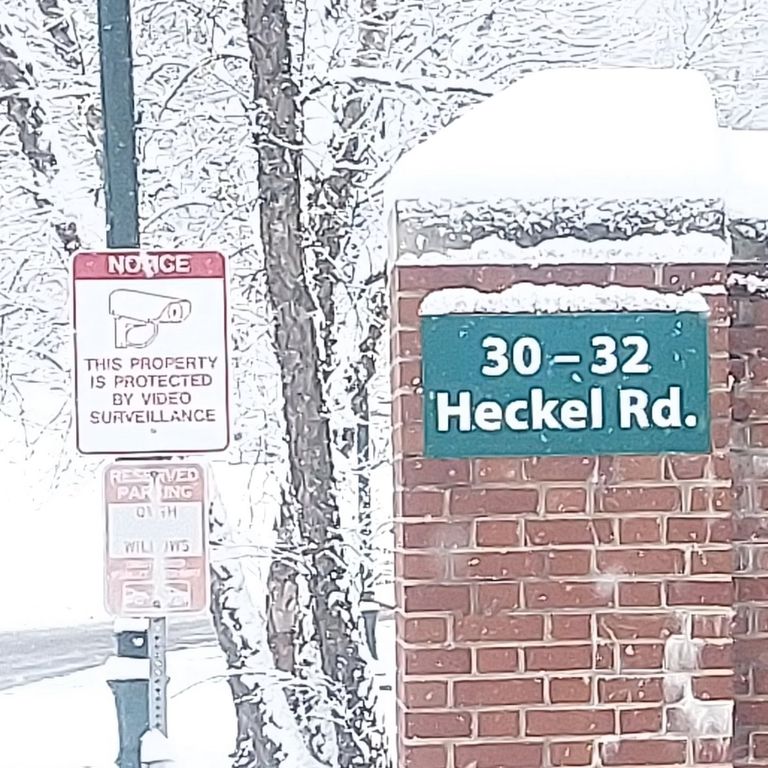 NOTICE
THIS PROPERTY
IS PROTECTED
BY VIDEO
SURVEILLANCE
RESERVED
PARKING
WILLOWS
30 – 32
Heckel Rd.